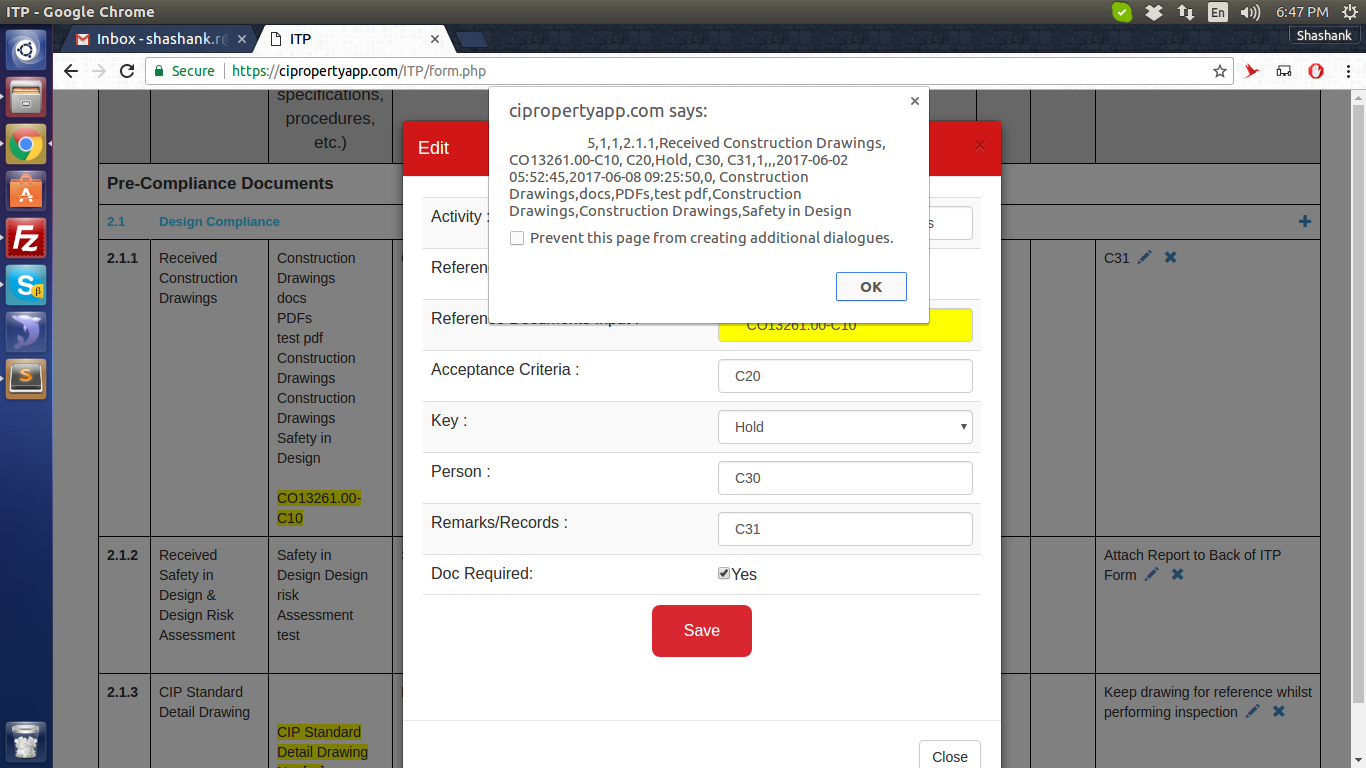 ITP - Google Chrome
En
6:47 PM
Inbox - shashank.r@
ITP
Shashank
Secure
https://cipropertyapp.com/ITP/form.php
specifications,
procedures,
etc.)
Pre-Compliance Documents
2.1 Design Compliance
2.1.1
Received
Construction
Drawings
Construction
Drawings
docs
PDFs
test pdf
Construction
Drawings
Construction
Drawings
Safety in
Design
CO13261.00-
C10
C31
2.1.2
Received
Safety in
Design &
Design Risk
Assessment
Safety in
Design Design
risk
Assessment
test
Attach Report to Back of ITP
Form
2.1.3
CIP Standard
Detail Drawing
CIP Standard
Detail Drawing
Keep drawing for reference whilst
performing inspection
Edit
×
cipropertyapp.com says:
×
5,1,1,2.1.1,Received Construction Drawings,
CO13261.00-C10, C20,Hold, C30, C31,1,,,2017-06-02
05:52:45,2017-06-08 09:25:50,0, Construction
Drawings,docs,PDFs,test pdf,Construction
Drawings,Construction Drawings,Safety in Design
Prevent this page from creating additional dialogues.
OK
Activity :
s
Referen
Reference Documents Input :
CO13261.00-C10
Acceptance Criteria :
C20
Key :
Hold
Person :
C30
Remarks/Records :
C31
Doc Required:
Yes
Save
Close